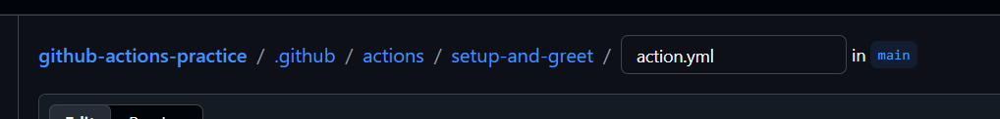 github-actions-practice / .github / actions / setup-and-greet / action.yml in main